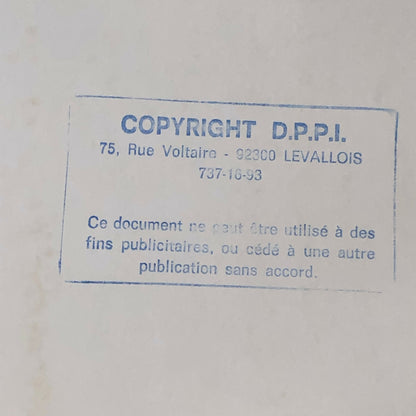 COPYRIGHT D.P.P.I.
75, Rue Voltaire - 92300 LEVALLOIS
737-16-93
Ce document ne peut être utilisé à des
fins publicitaires, ou cédé à une autre
publication sans accord.